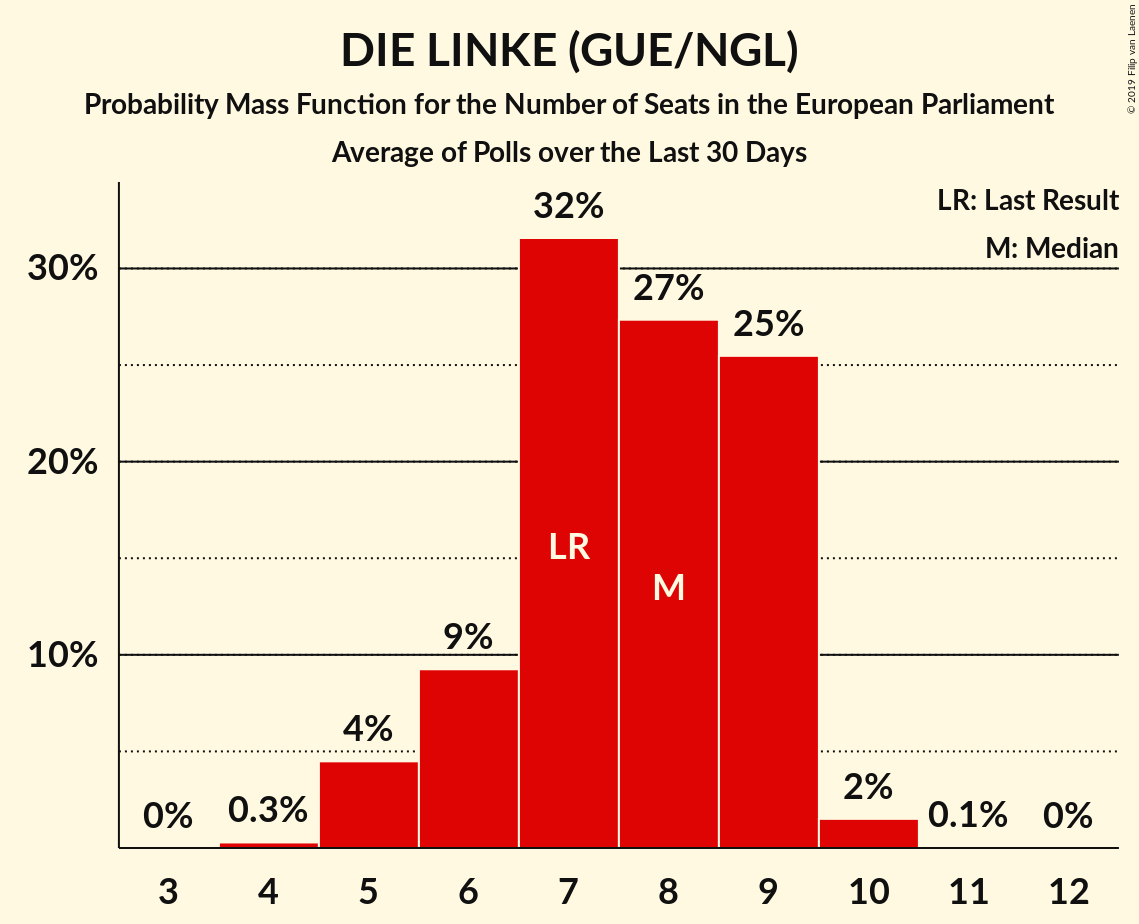 DIE LINKE (GUE/NGL)
Probability Mass Function for the Number of Seats in the European Parliament
Average of Polls over the Last 30 Days
© 2019 Filip van Laenen
LR: Last Result
M: Median
30%
20%
10%
0%
0.3%
4%
9%
32%
27%
25%
2%
0.1%
0%
LR
M
3
4
5
6
7
8
9
10
11
12